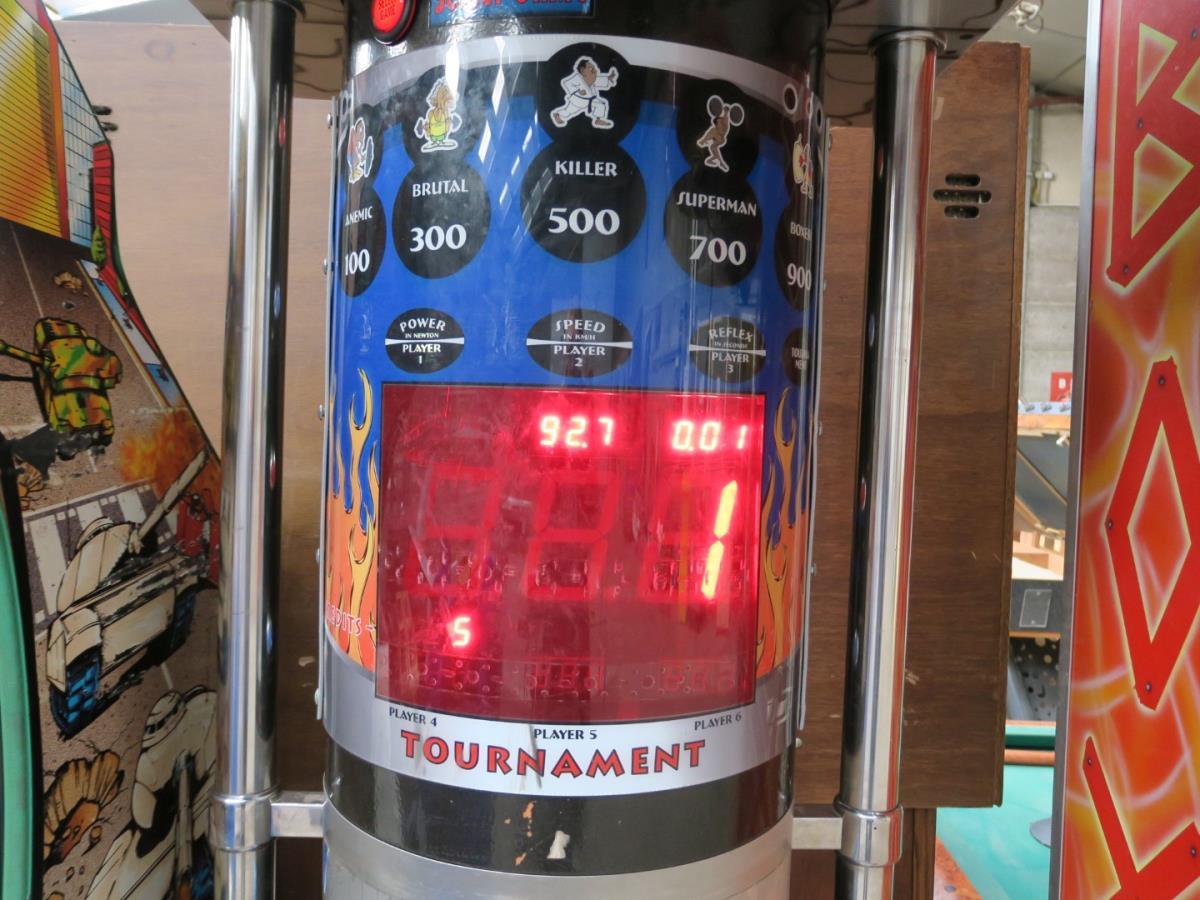 KILLER
500
BRUTAL
300
SUPERMAN
700
ANEMIC
100
900
POWER
IN NEWTON
PLAYER
1
SPEED
IN KM/H
PLAYER
2
REFLEX
IN SECONDS
PLAYER
3
92.7
0.01
1
5
PLAYER 4
PLAYER 5
PLAYER 6
TOURNAMENT